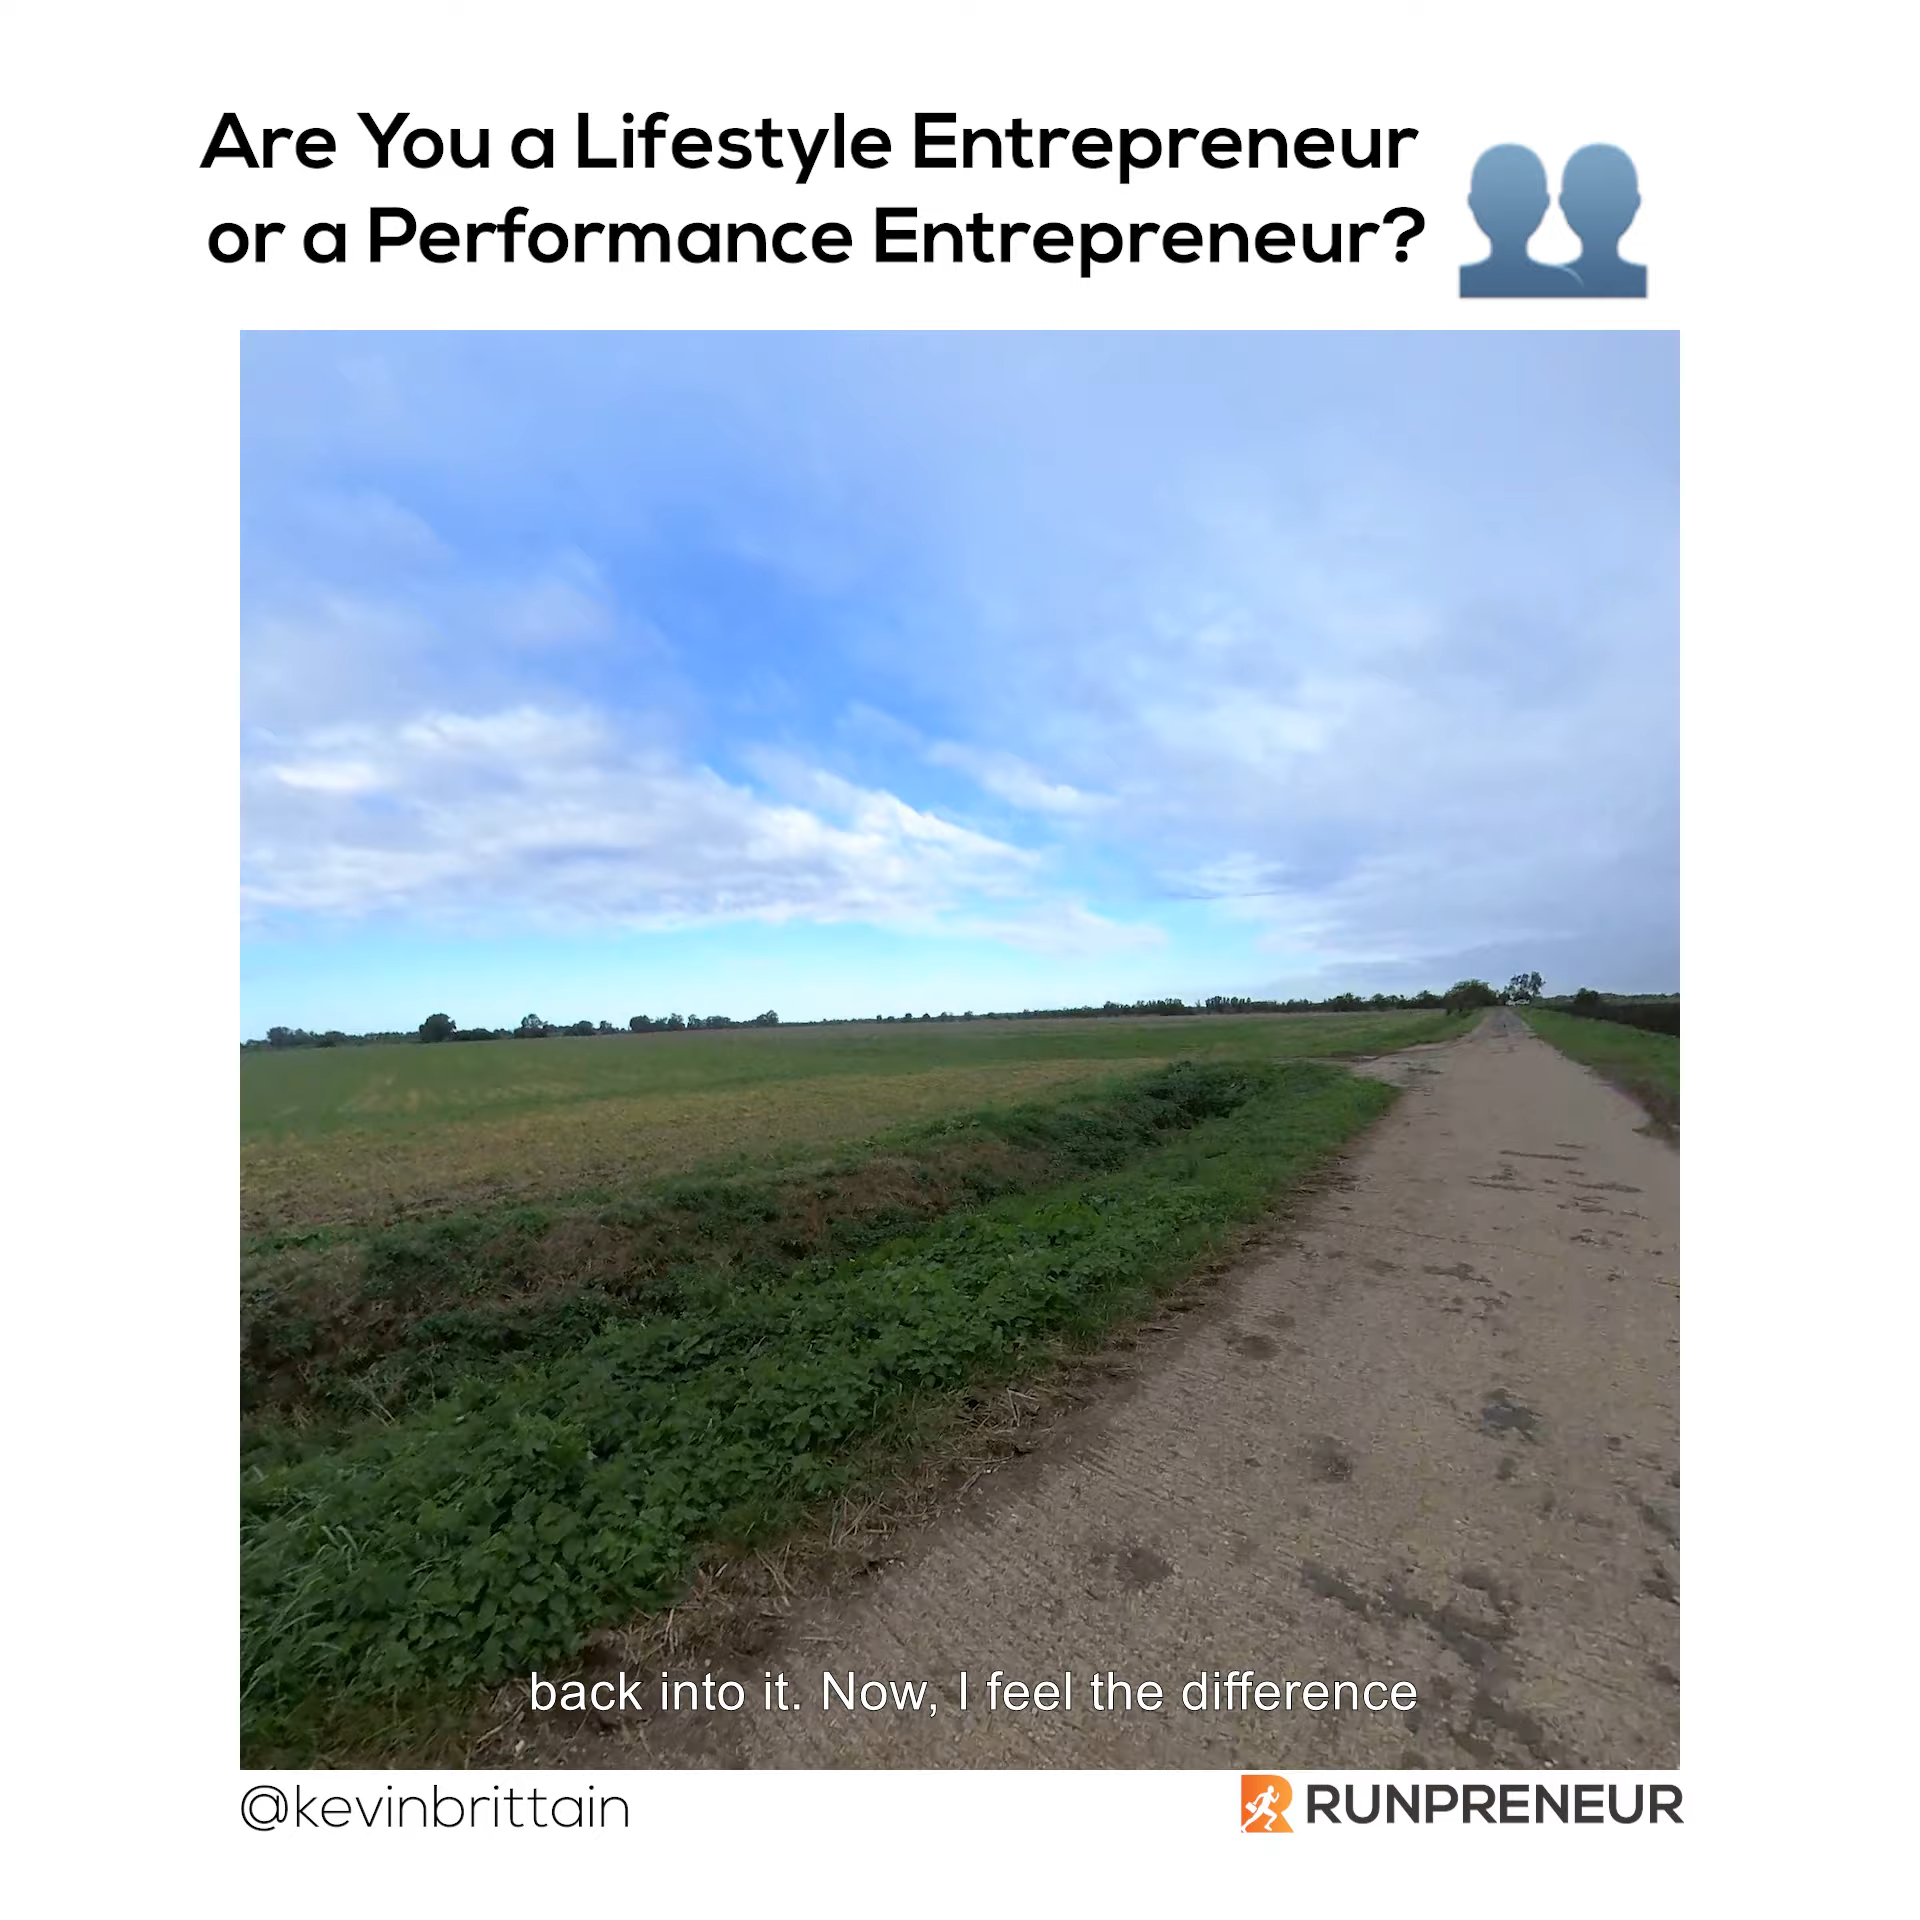 Are You a Lifestyle Entrepreneur
or a Performance Entrepreneur?
back into it. Now, I feel the difference
@kevinbrittain
RUNPRENEUR